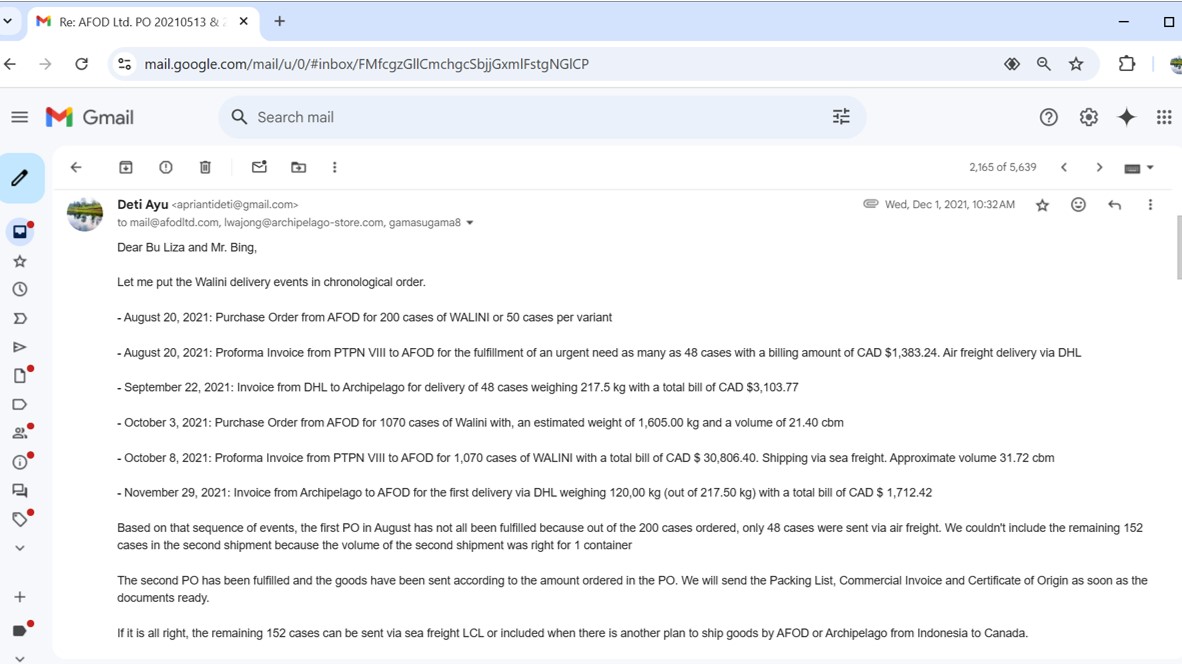 Re: AFOD Ltd. PO 20210513 &
mail.google.com/mail/u/0/#inbox/FMfcgzGllCmchgcSbjjGxmlFstgNGlCP
Gmail
Search mail
2,165 of 5,639
Deti Ayu <apriantideti@gmail.com>
Wed, Dec 1, 2021, 10:32 AM
to mail@afodltd.com, lwajong@archipelago-store.com, gamasugama8
Dear Bu Liza and Mr. Bing,
Let me put the Walini delivery events in chronological order.
- August 20, 2021: Purchase Order from AFOD for 200 cases of WALINI or 50 cases per variant
- August 20, 2021: Proforma Invoice from PTPN VIII to AFOD for the fulfillment of an urgent need as many as 48 cases with a billing amount of CAD $1,383.24. Air freight delivery via DHL
- September 22, 2021: Invoice from DHL to Archipelago for delivery of 48 cases weighing 217.5 kg with a total bill of CAD $3,103.77
- October 3, 2021: Purchase Order from AFOD for 1070 cases of Walini with, an estimated weight of 1,605.00 kg and a volume of 21.40 cbm
- October 8, 2021: Proforma Invoice from PTPN VIII to AFOD for 1,070 cases of WALINI with a total bill of CAD $ 30,806.40. Shipping via sea freight. Approximate volume 31.72 cbm
- November 29, 2021: Invoice from Archipelago to AFOD for the first delivery via DHL weighing 120,00 kg (out of 217.50 kg) with a total bill of CAD $ 1,712.42
Based on that sequence of events, the first PO in August has not all been fulfilled because out of the 200 cases ordered, only 48 cases were sent via air freight. We couldn't include the remaining 152
cases in the second shipment because the volume of the second shipment was right for 1 container
The second PO has been fulfilled and the goods have been sent according to the amount ordered in the PO. We will send the Packing List, Commercial Invoice and Certificate of Origin as soon as the
documents ready.
If it is all right, the remaining 152 cases can be sent via sea freight LCL or included when there is another plan to ship goods by AFOD or Archipelago from Indonesia to Canada.